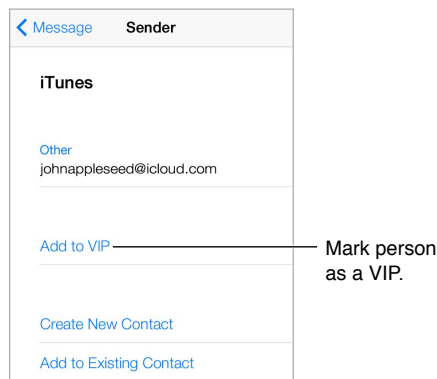 Message Sender
iTunes
Other
johnappleseed@icloud.com
Add to VIP
Mark person
as a VIP.
Create New Contact
Add to Existing Contact